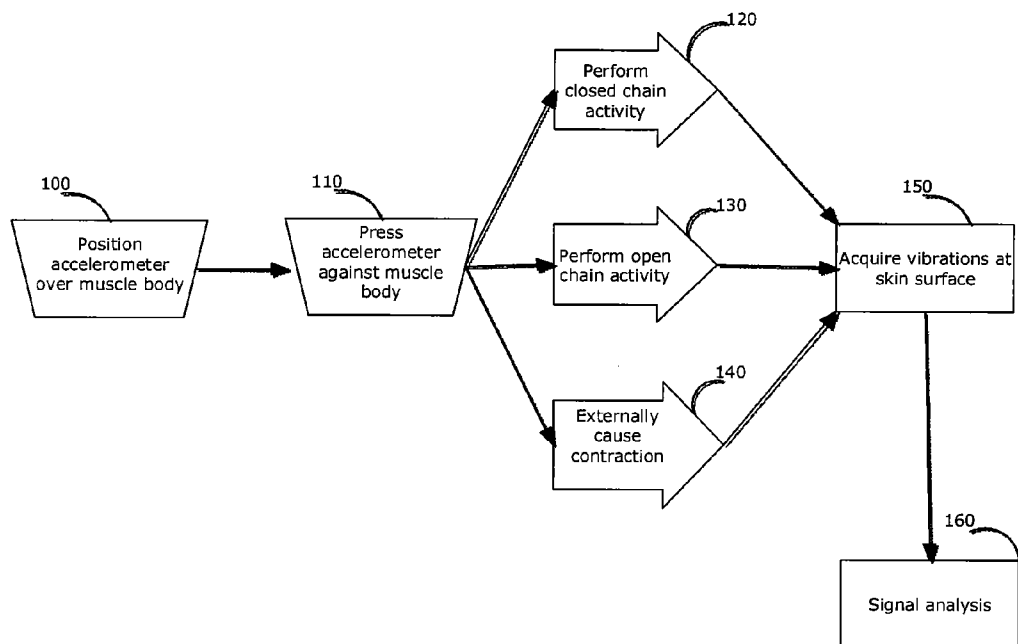 100
Position
accelerometer
over muscle body
110
Press
accelerometer
against muscle
body
120
Perform
closed chain
activity
130
Perform open
chain activity
140
Externally
cause
contraction
150
Acquire vibrations at
skin surface
160
Signal analysis